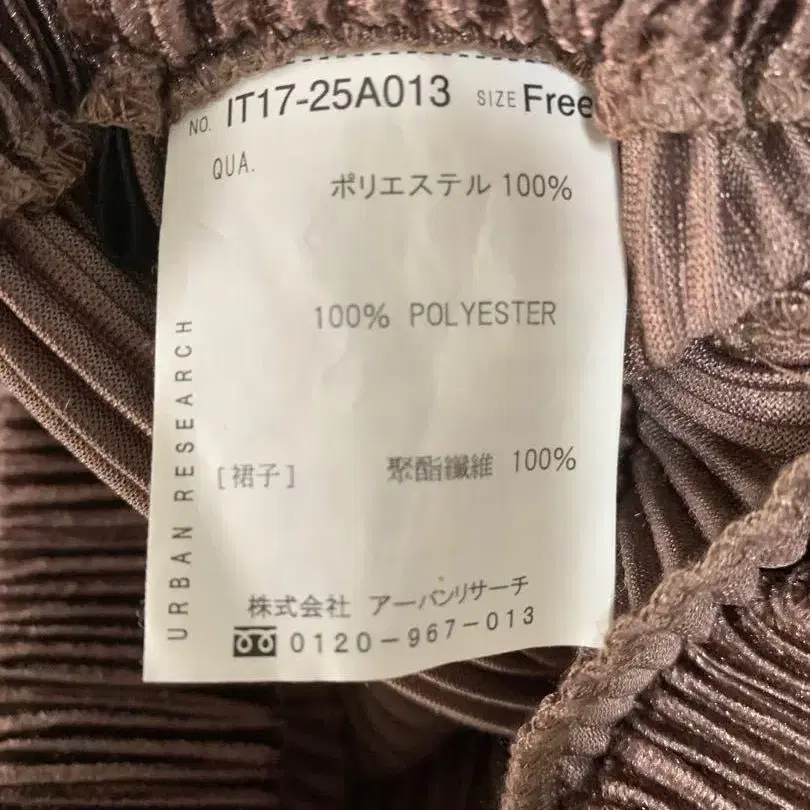 NO. IT17-25A013 SIZE Free
QUA.
ポリエステル 100%
100% POLYESTER
[裙子] 聚酯纖維 100%
URBAN RESEARCH
株式会社 アーバンリサーチ
0120-967-013